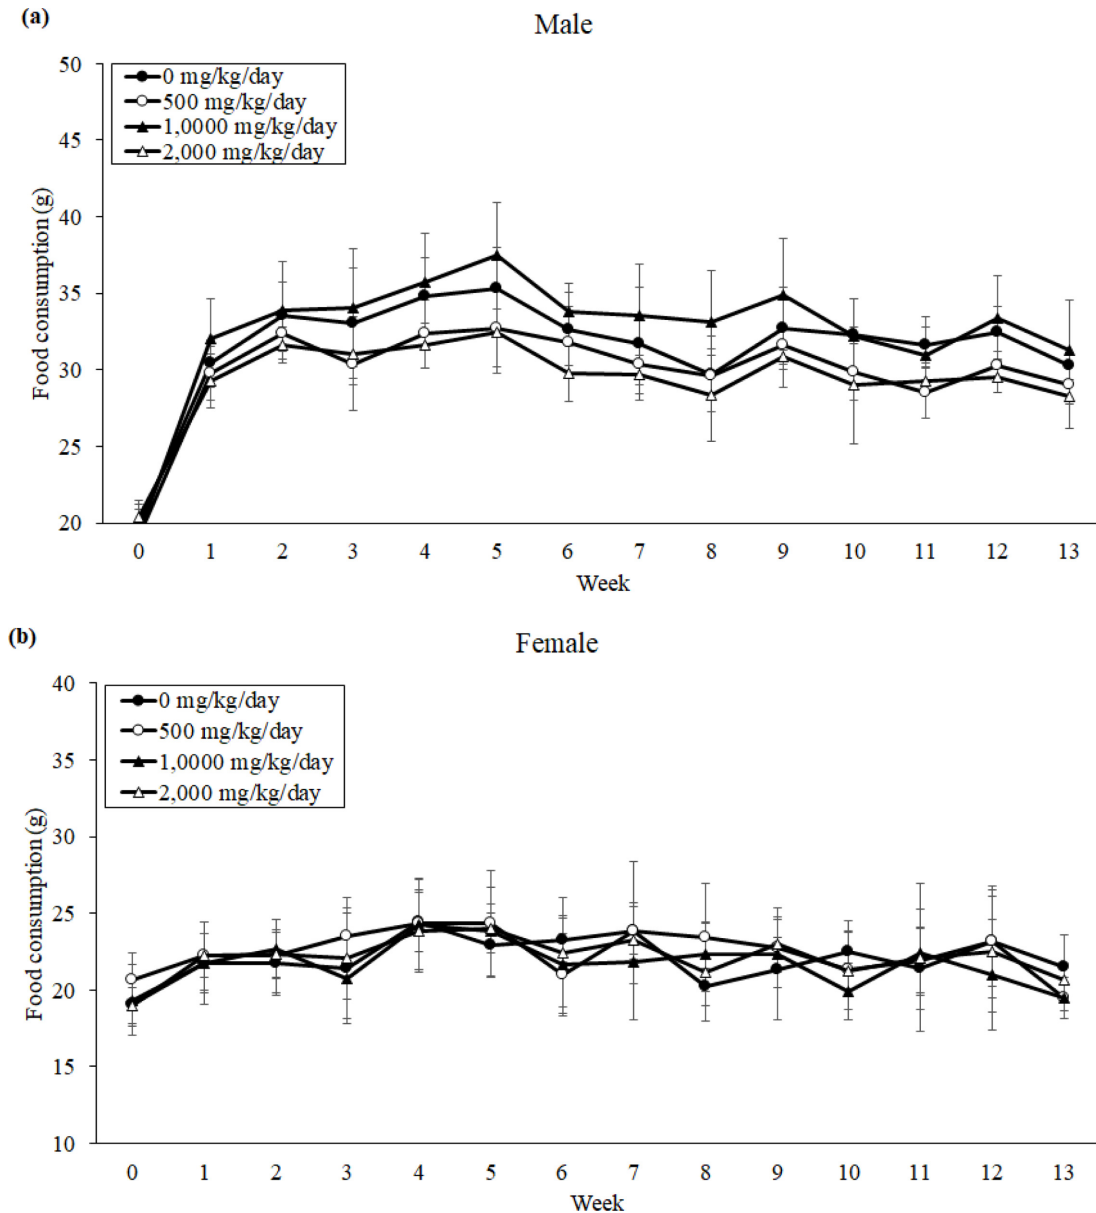 (a)
Male
50
45
40
35
30
25
20
Food consumption (g)
0 mg/kg/day
500 mg/kg/day
1,0000 mg/kg/day
2,000 mg/kg/day
0 1 2 3 4 5 6 7 8 9 10 11 12 13
Week
(b)
Female
40
35
30
25
20
15
10
Food consumption (g)
0 mg/kg/day
500 mg/kg/day
1,0000 mg/kg/day
2,000 mg/kg/day
0 1 2 3 4 5 6 7 8 9 10 11 12 13
Week